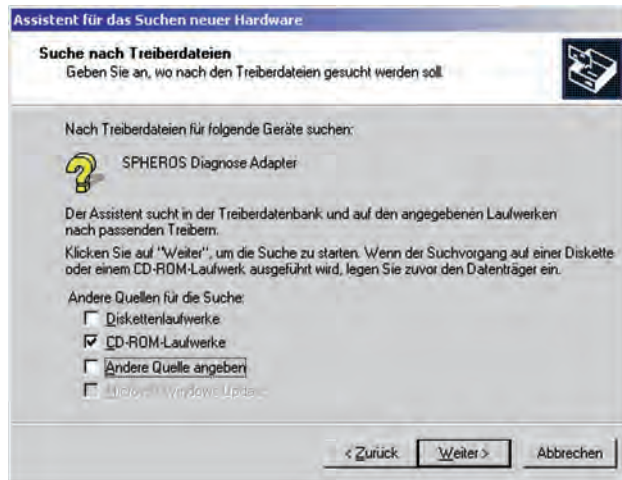 Assistent für das Suchen neuer Hardware
Suche nach Treiberdateien
Geben Sie an, wo nach den Treiberdateien gesucht werden soll.
Nach Treiberdateien für folgende Geräte suchen:
SPHEROS Diagnose Adapter
Der Assistent sucht in der Treiberdatenbank und auf den angegebenen Laufwerken
nach passenden Treibern.
Klicken Sie auf "Weiter", um die Suche zu starten. Wenn der Suchvorgang auf einer Diskette
oder einem CD-ROM-Laufwerk ausgeführt wird, legen Sie zuvor den Datenträger ein.
Andere Quellen für die Suche:
Diskettenlaufwerke
CD-ROM-Laufwerke
Andere Quelle angeben
Microsoft Windows Update
< Zurück Weiter > Abbrechen